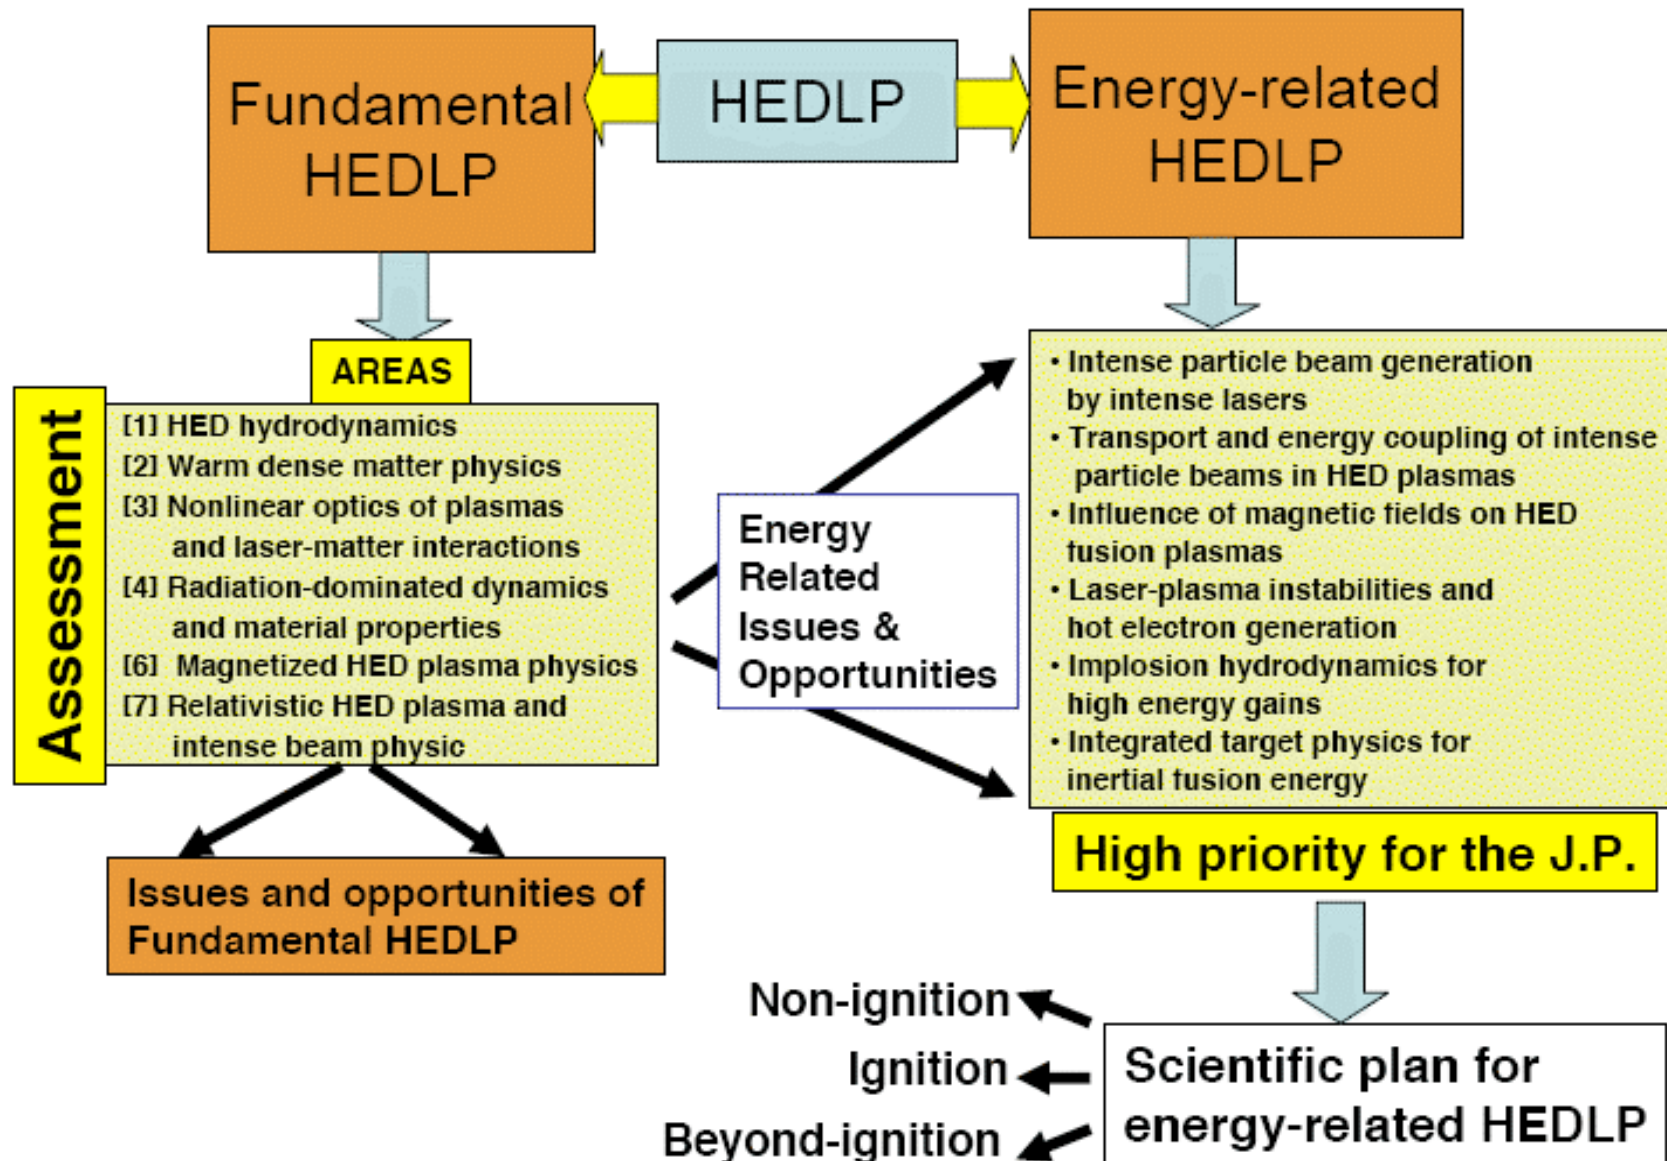 Fundamental
HEDLP
HEDLP
Energy-related
HEDLP
AREAS
Assessment
[1] HED hydrodynamics
[2] Warm dense matter physics
[3] Nonlinear optics of plasmas
and laser-matter interactions
[4] Radiation-dominated dynamics
and material properties
[6] Magnetized HED plasma physics
[7] Relativistic HED plasma and
intense beam physic
Energy
Related
Issues &
Opportunities
• Intense particle beam generation
by intense lasers
• Transport and energy coupling of intense
particle beams in HED plasmas
• Influence of magnetic fields on HED
fusion plasmas
• Laser-plasma instabilities and
hot electron generation
• Implosion hydrodynamics for
high energy gains
• Integrated target physics for
inertial fusion energy
High priority for the J.P.
Issues and opportunities of
Fundamental HEDLP
Non-ignition
Ignition
Beyond-ignition
Scientific plan for
energy-related HEDLP